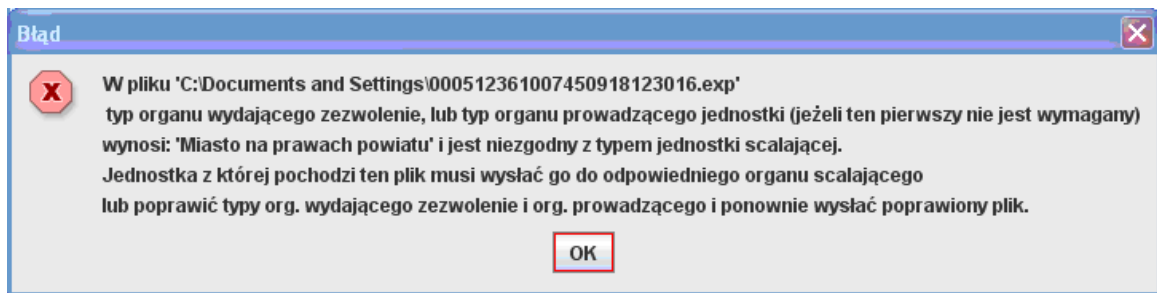 Błąd
W pliku 'C:\Documents and Settings\000512361007450918123016.exp'
typ organu wydającego zezwolenie, lub typ organu prowadzącego jednostki (jeżeli ten pierwszy nie jest wymagany)
wynosi: 'Miasto na prawach powiatu' i jest niezgodny z typem jednostki scalającej.
Jednostka z której pochodzi ten plik musi wysłać go do odpowiedniego organu scalającego
lub poprawić typy org. wydającego zezwolenie i org. prowadzącego i ponownie wysłać poprawiony plik.
OK